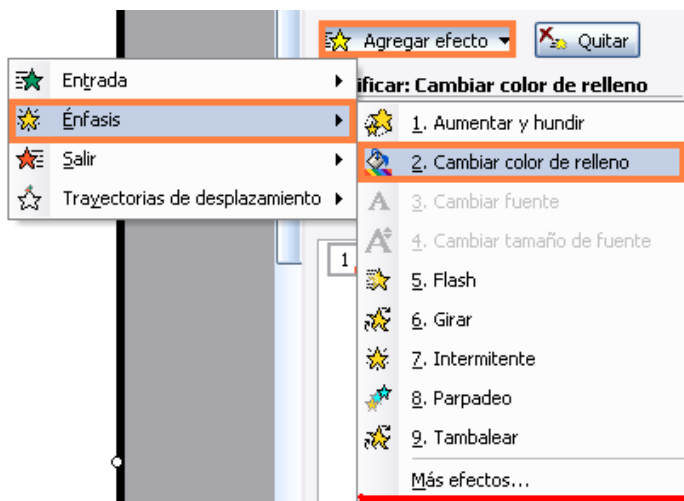 Agregar efecto
Quitar
ificar: Cambiar color de relleno
Entrada
Énfasis
Salir
Trayectorias de desplazamiento
1. Aumentar y hundir
2. Cambiar color de relleno
3. Cambiar fuente
4. Cambiar tamaño de fuente
5. Flash
6. Girar
7. Intermitente
8. Parpadeo
9. Tambalear
Más efectos...
1